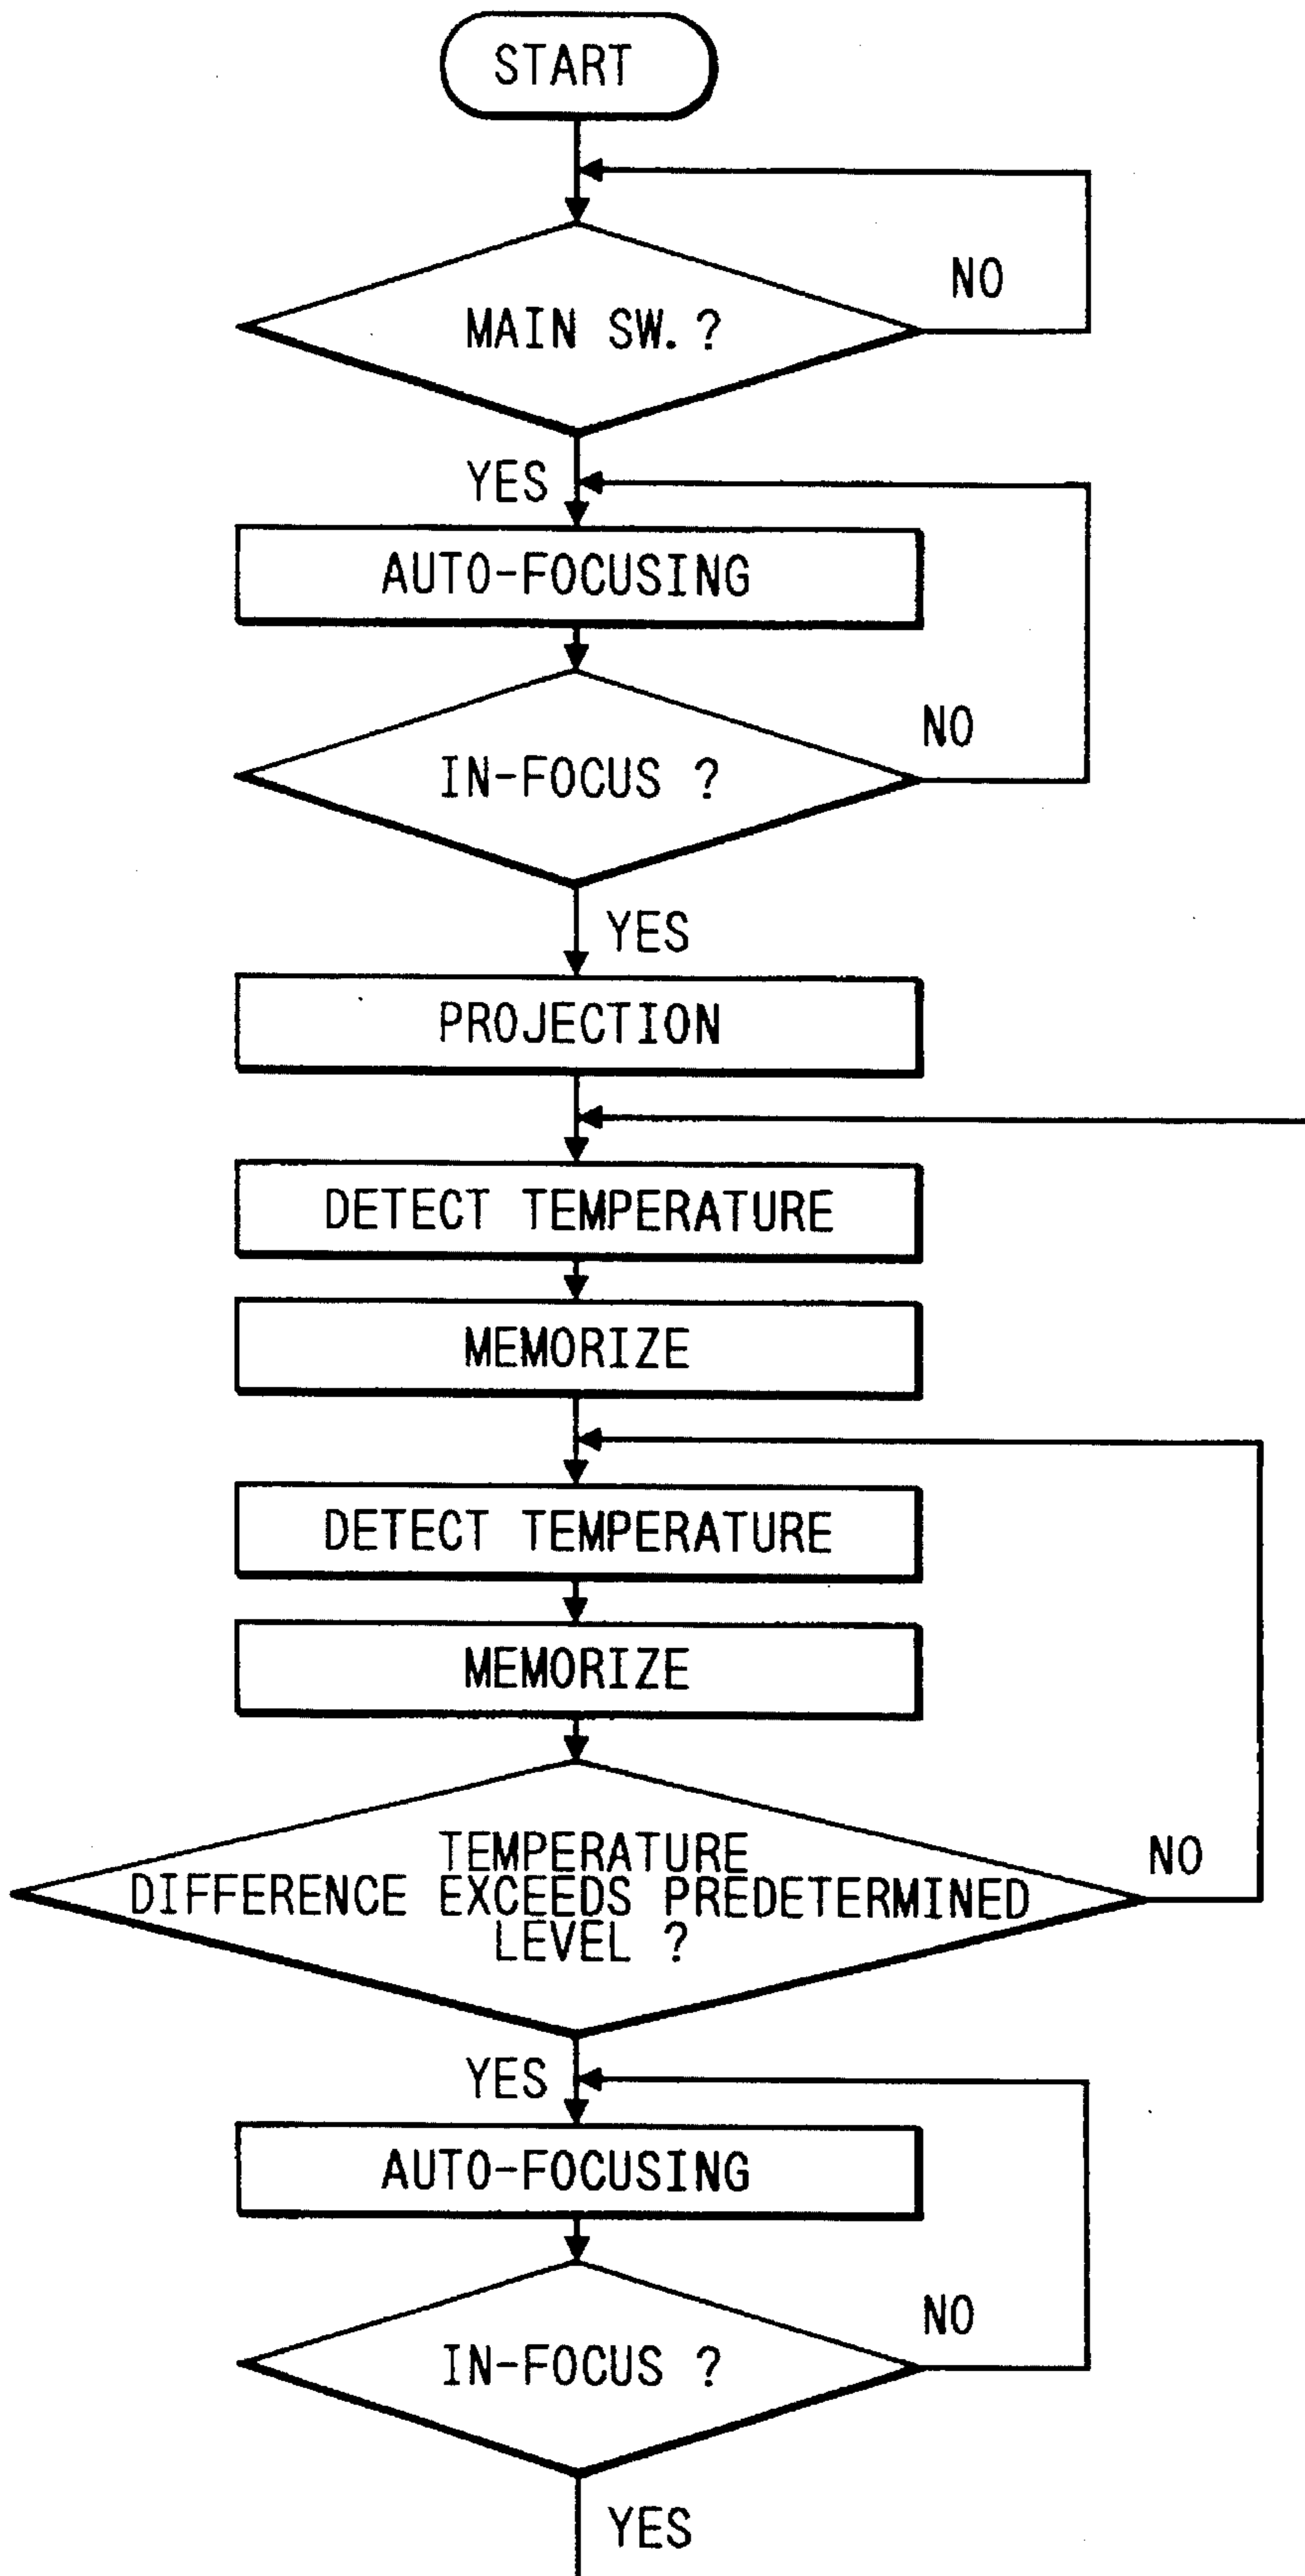 START
NO
MAIN SW. ?
YES
AUTO-FOCUSING
NO
IN-FOCUS ?
YES
PROJECTION
DETECT TEMPERATURE
MEMORIZE
DETECT TEMPERATURE
MEMORIZE
NO
TEMPERATURE
DIFFERENCE EXCEEDS PREDETERMINED
LEVEL ?
YES
AUTO-FOCUSING
NO
IN-FOCUS ?
YES